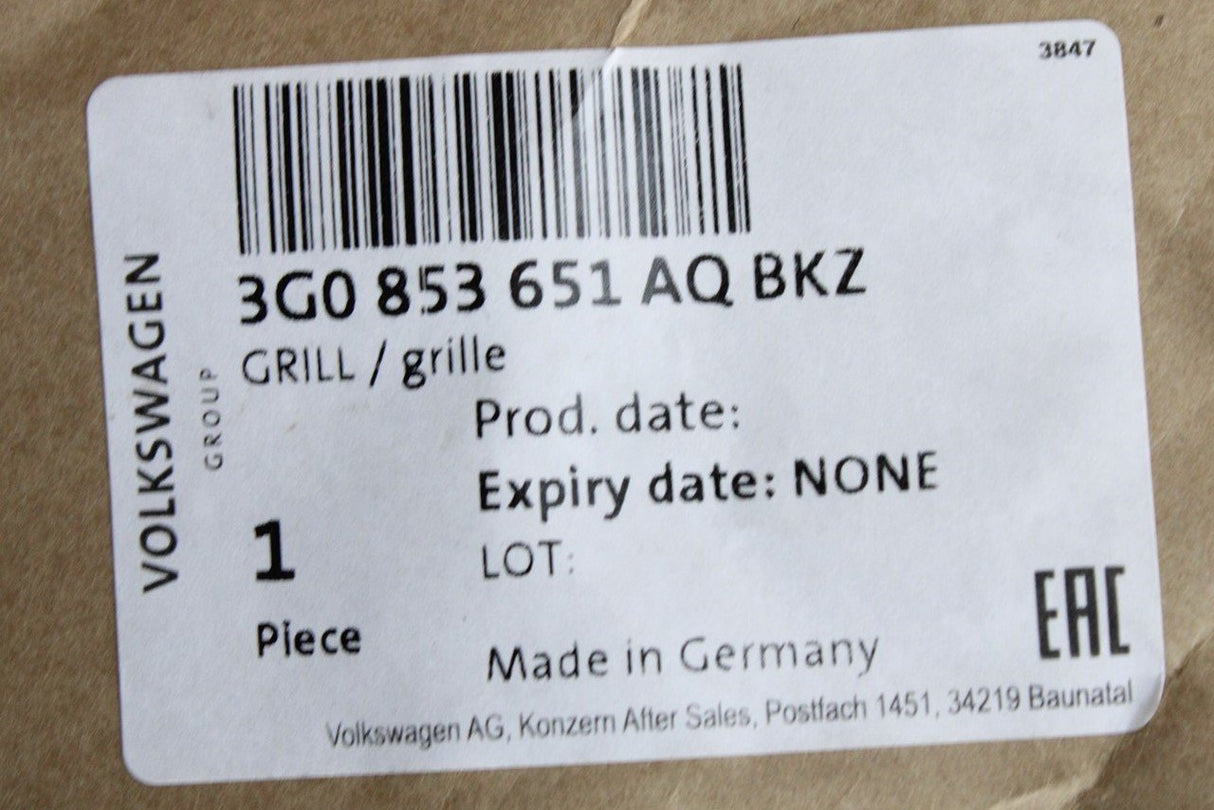 3847
3G0 853 651 AQ BKZ
GRILL / grille
Prod. date:
Expiry date: NONE
LOT:
1
Piece
Made in Germany
EAC
Volkswagen AG, Konzern After Sales, Postfach 1451, 34219 Baunatal
VOLKSWAGEN
GROUP